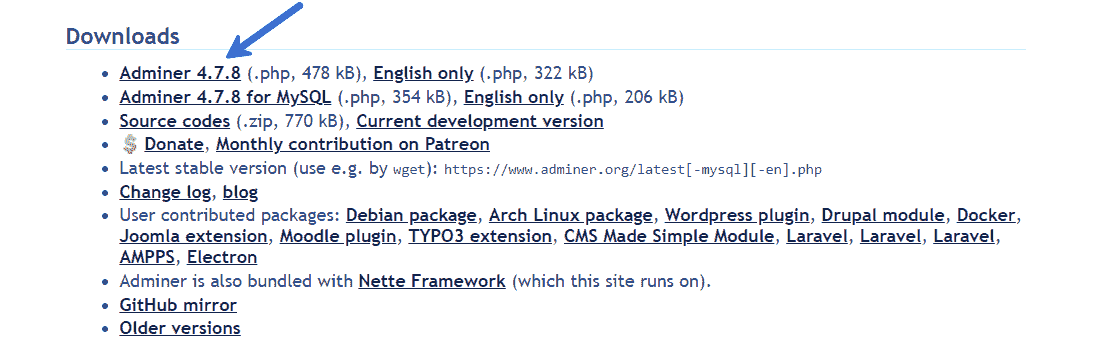 Downloads
Adminer 4.7.8 (.php, 478 kB), English only (.php, 322 kB)
Adminer 4.7.8 for MySQL (.php, 354 kB), English only (.php, 206 kB)
Source codes (.zip, 770 kB), Current development version
Donate, Monthly contribution on Patreon
Latest stable version (use e.g. by wget): https://www.adminer.org/latest[-mysql][-en].php
Change log, blog
User contributed packages: Debian package, Arch Linux package, Wordpress plugin, Drupal module, Docker,
Joomla extension, Moodle plugin, TYPO3 extension, CMS Made Simple Module, Laravel, Laravel, Laravel,
AMPPS, Electron
Adminer is also bundled with Nette Framework (which this site runs on).
GitHub mirror
Older versions